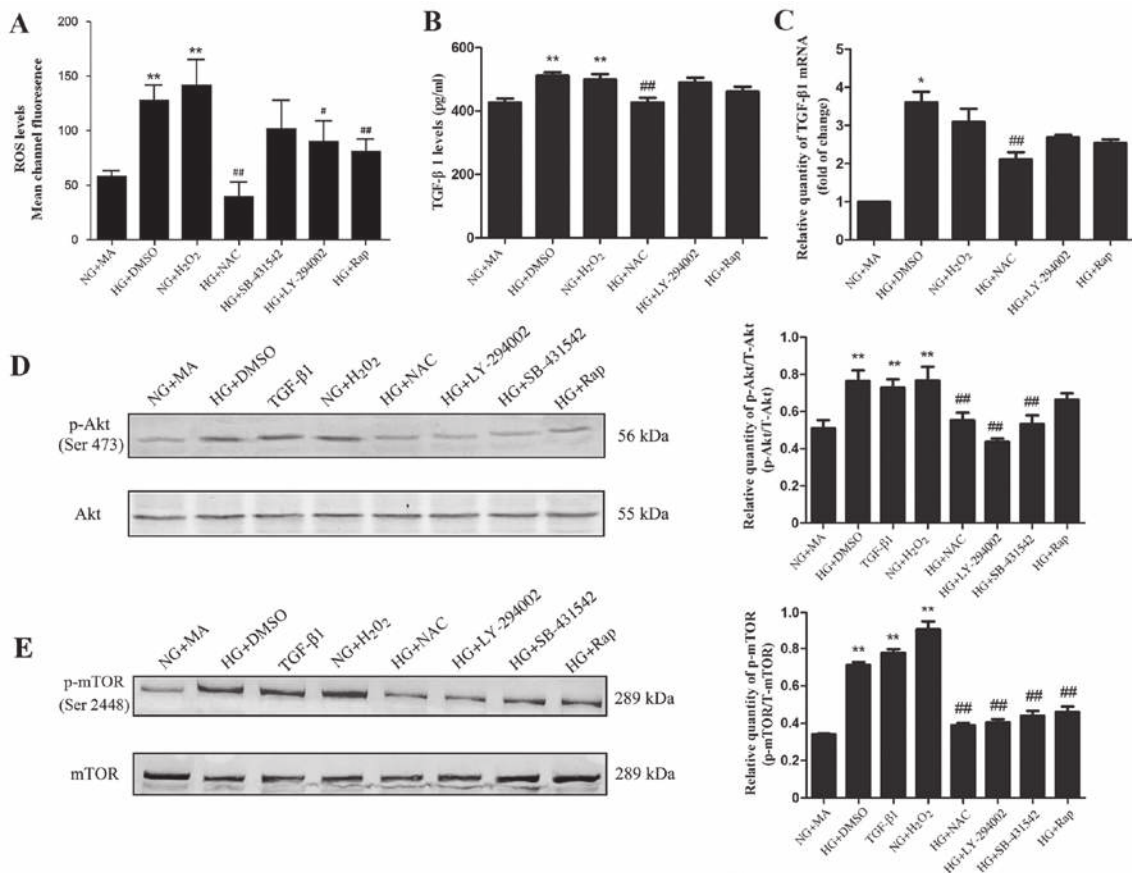 A
ROS levels
Mean channel fluoresence
200
150
100
50
0
**
**
##
#
##
NG+MA
HG+DMSO
NG+H₂O₂
HG+NAC
HG+SB-431542
HG+LY-294002
HG+Rap
B
TGF-β 1 levels (pg/ml)
600
400
200
0
**
**
##
NG+MA
HG+DMSO
NG+H₂O₂
HG+NAC
HG+LY-294002
HG+Rap
C
Relative quantity of TGF-β1 mRNA
(fold of change)
5
4
3
2
1
0
*
##
NG+MA
HG+DMSO
NG+H₂O₂
HG+NAC
HG+LY-294002
HG+Rap
D
NG+MA
HG+DMSO
TGF-β1
NG+H₂0₂
HG+NAC
HG+LY-294002
HG+SB-431542
HG+Rap
p-Akt
(Ser 473)
56 kDa
Akt
55 kDa
Relative quantity of p-Akt/T-Akt
(p-Akt/T-Akt)
1.0
0.8
0.6
0.4
0.2
0
**
**
**
##
##
##
NG+MA
HG+DMSO
TGF-β1
NG+H₂O₂
HG+NAC
HG+LY-294002
HG+SB-431542
HG+Rap
E
NG+MA
HG+DMSO
TGF-β1
NG+H₂0₂
HG+NAC
HG+LY-294002
HG+SB-431542
HG+Rap
p-mTOR
(Ser 2448)
289 kDa
mTOR
289 kDa
Relative quantity of p-mTOR
(p-mTOR/T-mTOR)
1.0
0.8
0.6
0.4
0.2
0.0
**
**
**
##
##
##
##
NG+MA
HG+DMSO
TGF-β1
NG+H₂O₂
HG+NAC
HG+LY-294002
HG+SB-431542
HG+Rap